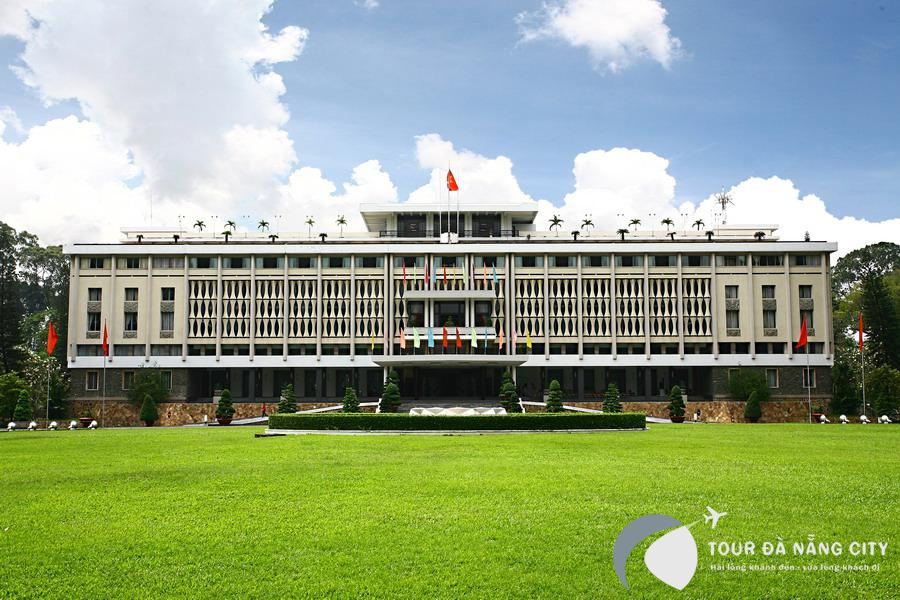 TOUR ĐÀ NẴNG CITY
Hài lòng khách đến - vừa lòng khách đi